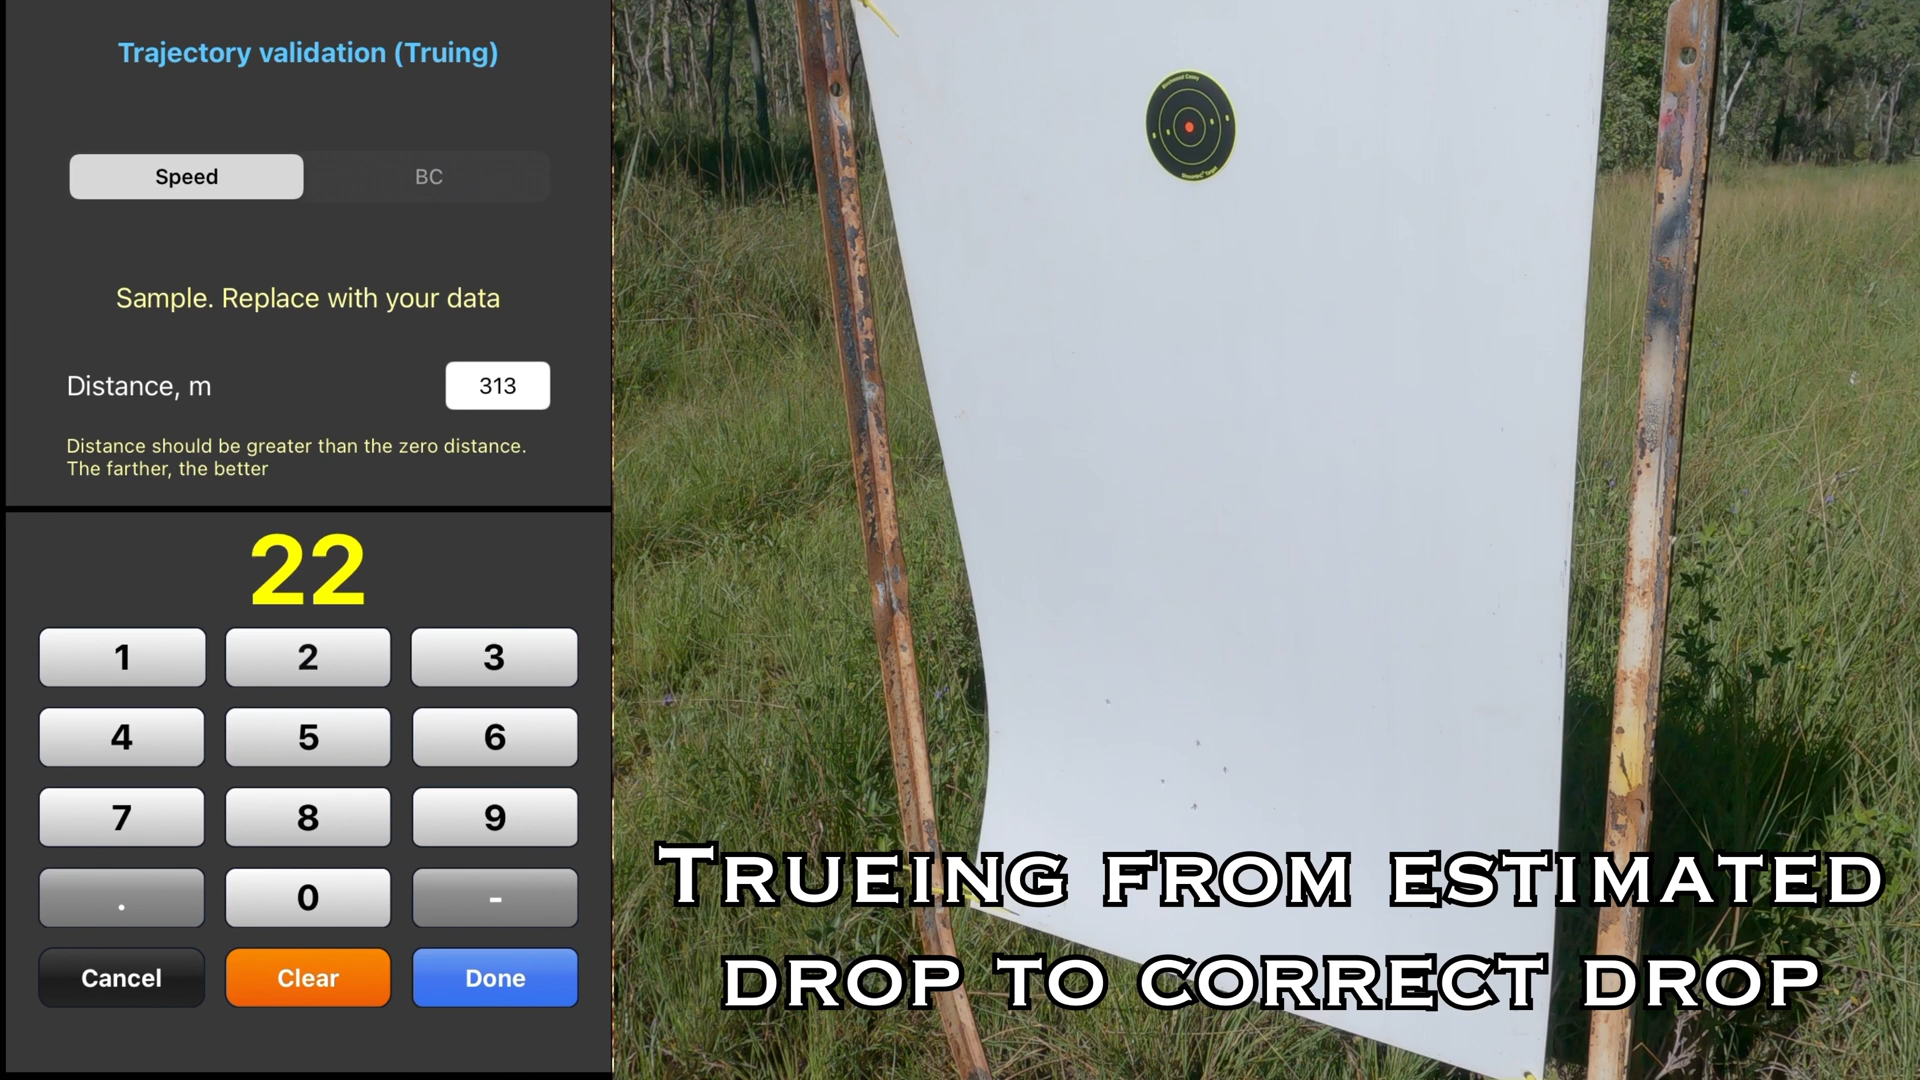 Trajectory validation (Truing)
Speed
BC
Sample. Replace with your data
Distance, m
313
Distance should be greater than the zero distance.
The farther, the better
22
1
2
3
4
5
6
7
8
9
.
0
-
Cancel
Clear
Done
Birchwood Casey
TRUEING FROM ESTIMATED
DROP TO CORRECT DROP